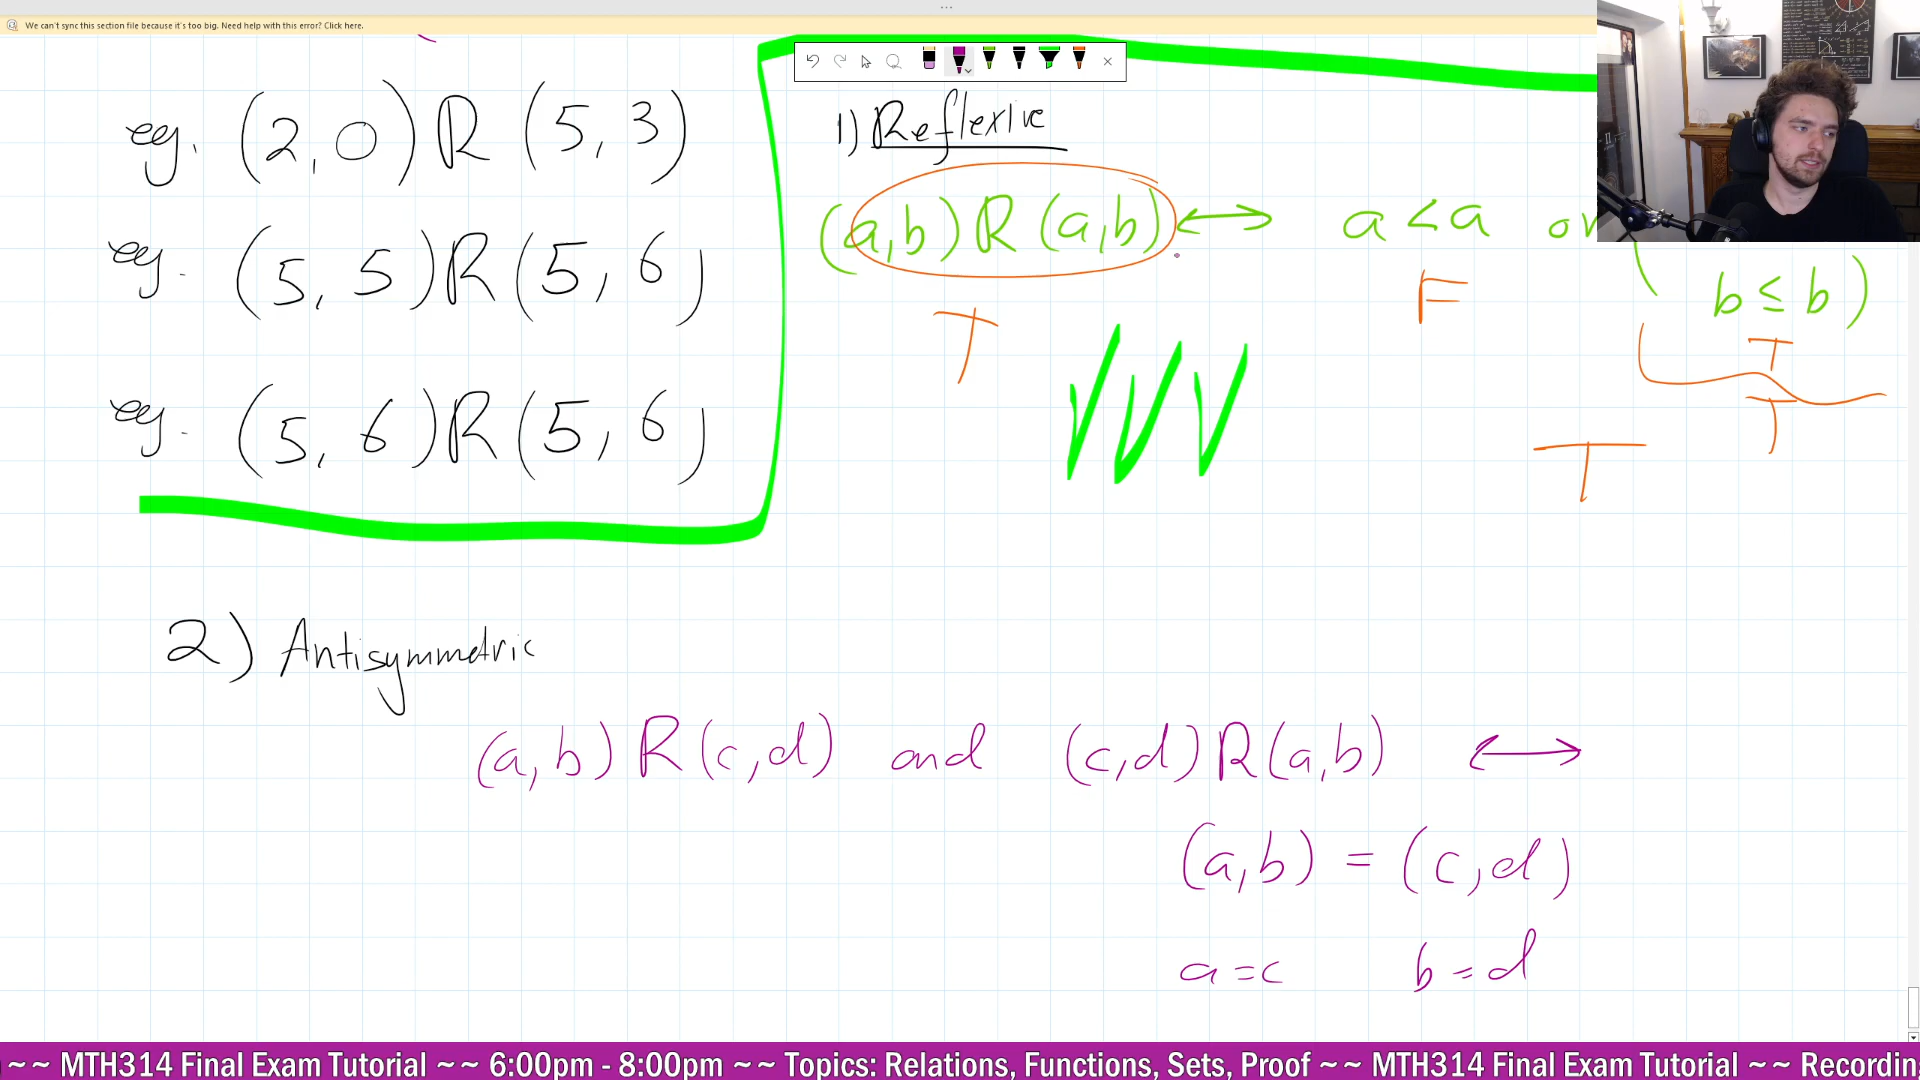 We can't sync this section file because it's too big. Need help with this error? Click here.
eg. (2, 0) R (5, 3)
eg. (5, 5) R (5, 6)
eg. (5, 6) R (5, 6)
1) Reflexive
(a,b) R (a,b) ↔ a < a or
( b ≤ b)
T
F
T
T
T
2) Antisymmetric
(a,b) R (c,d) and (c,d) R (a,b) ↔
(a,b) = (c,d)
a = c b = d
~~ MTH314 Final Exam Tutorial ~~ 6:00pm - 8:00pm ~~ Topics: Relations, Functions, Sets, Proof ~~ MTH314 Final Exam Tutorial ~~ Recordin